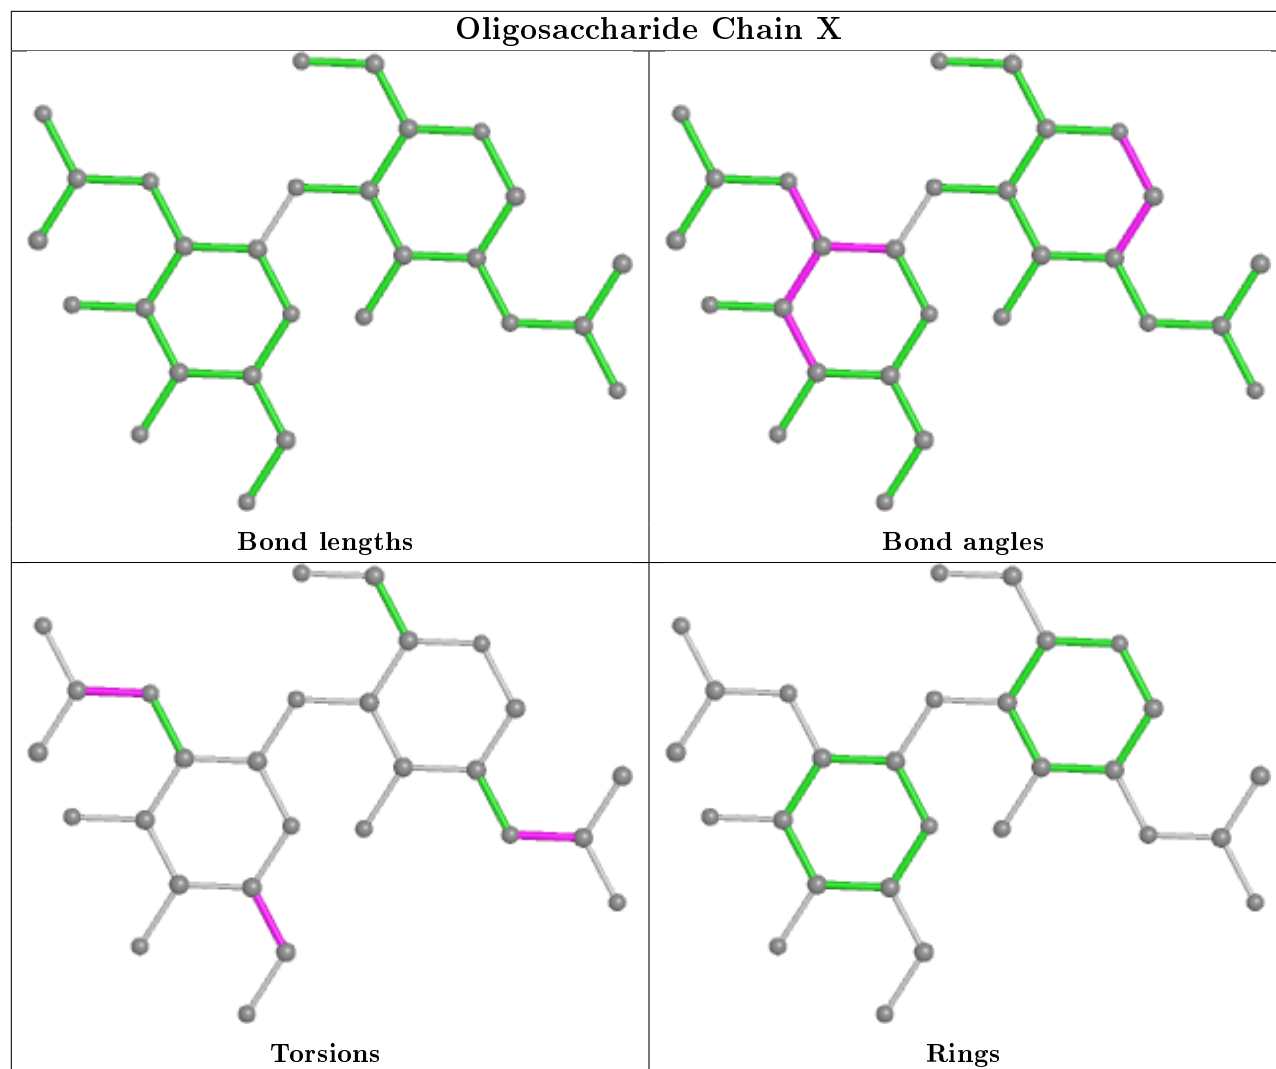 Oligosaccharide Chain X
Bond lengths
Bond angles
Torsions
Rings